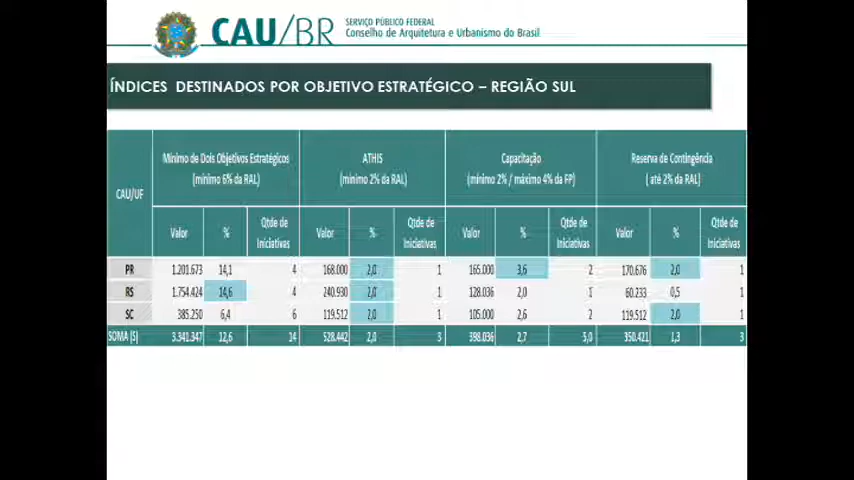 CAU/BR
SERVIÇO PÚBLICO FEDERAL
Conselho de Arquitetura e Urbanismo do Brasil
ÍNDICES DESTINADOS POR OBJETIVO ESTRATÉGICO – REGIÃO SUL
CAU/UF
Mínimo de Dois Objetivos Estratégicos
(mínimo 6% da RAL)
ATHIS
(mínimo 2% da RAL)
Capacitação
(mínimo 2% / máximo 4% da FP)
Reserva de Contingência
( até 2% da RAL)
Valor % Qtde de Iniciativas Valor % Qtde de Iniciativas Valor % Qtde de Iniciativas Valor % Qtde de Iniciativas
PR 1.201.673 14,1 4 168.000 2,0 1 165.000 3,6 2 170.676 2,0 1
RS 1.754.424 14,6 4 240.930 2,0 1 128.036 2,0 1 60.233 0,5 1
SC 385.250 6,4 6 119.512 2,0 1 105.000 2,6 2 119.512 2,0 1
SOMA (S) 3.341.347 12,6 14 528.442 2,0 3 398.036 2,7 5,0 350.421 1,3 3